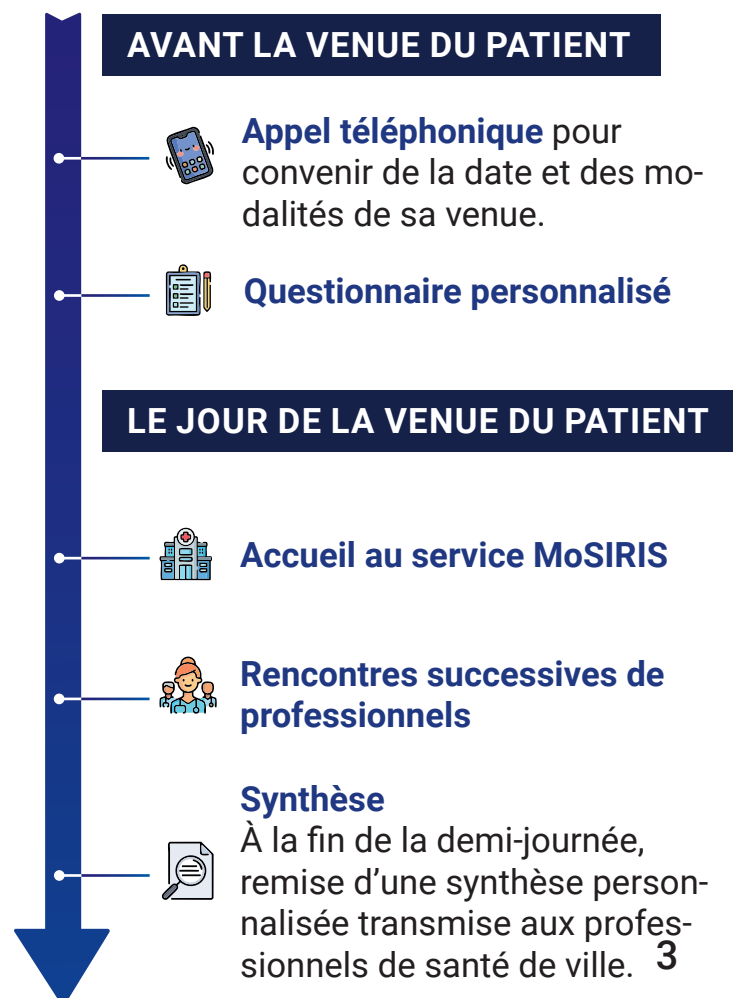 AVANT LA VENUE DU PATIENT
Appel téléphonique pour
convenir de la date et des mo-
dalités de sa venue.
Questionnaire personnalisé
LE JOUR DE LA VENUE DU PATIENT
Accueil au service MoSIRIS
Rencontres successives de
professionnels
Synthèse
À la fin de la demi-journée,
remise d’une synthèse person-
nalisée transmise aux profes-
sionnels de santé de ville.
3